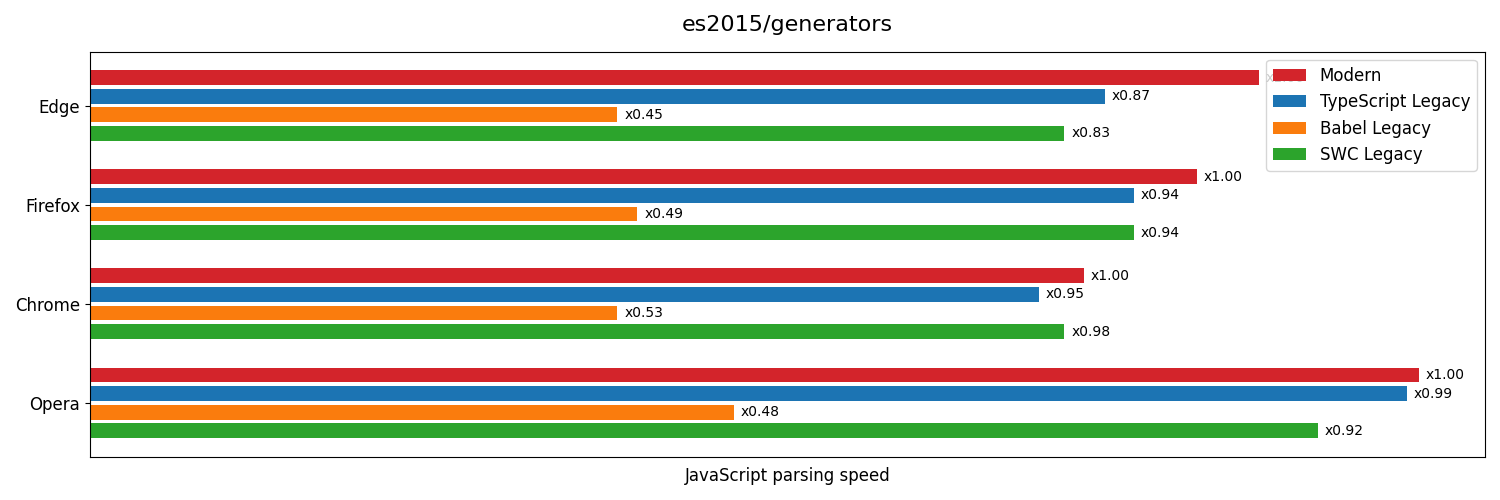 es2015/generators
Modern
TypeScript Legacy
Babel Legacy
SWC Legacy
Edge
x0.87
x0.45
x0.83
Firefox
x1.00
x0.94
x0.49
x0.94
Chrome
x1.00
x0.95
x0.53
x0.98
Opera
x1.00
x0.99
x0.48
x0.92
JavaScript parsing speed